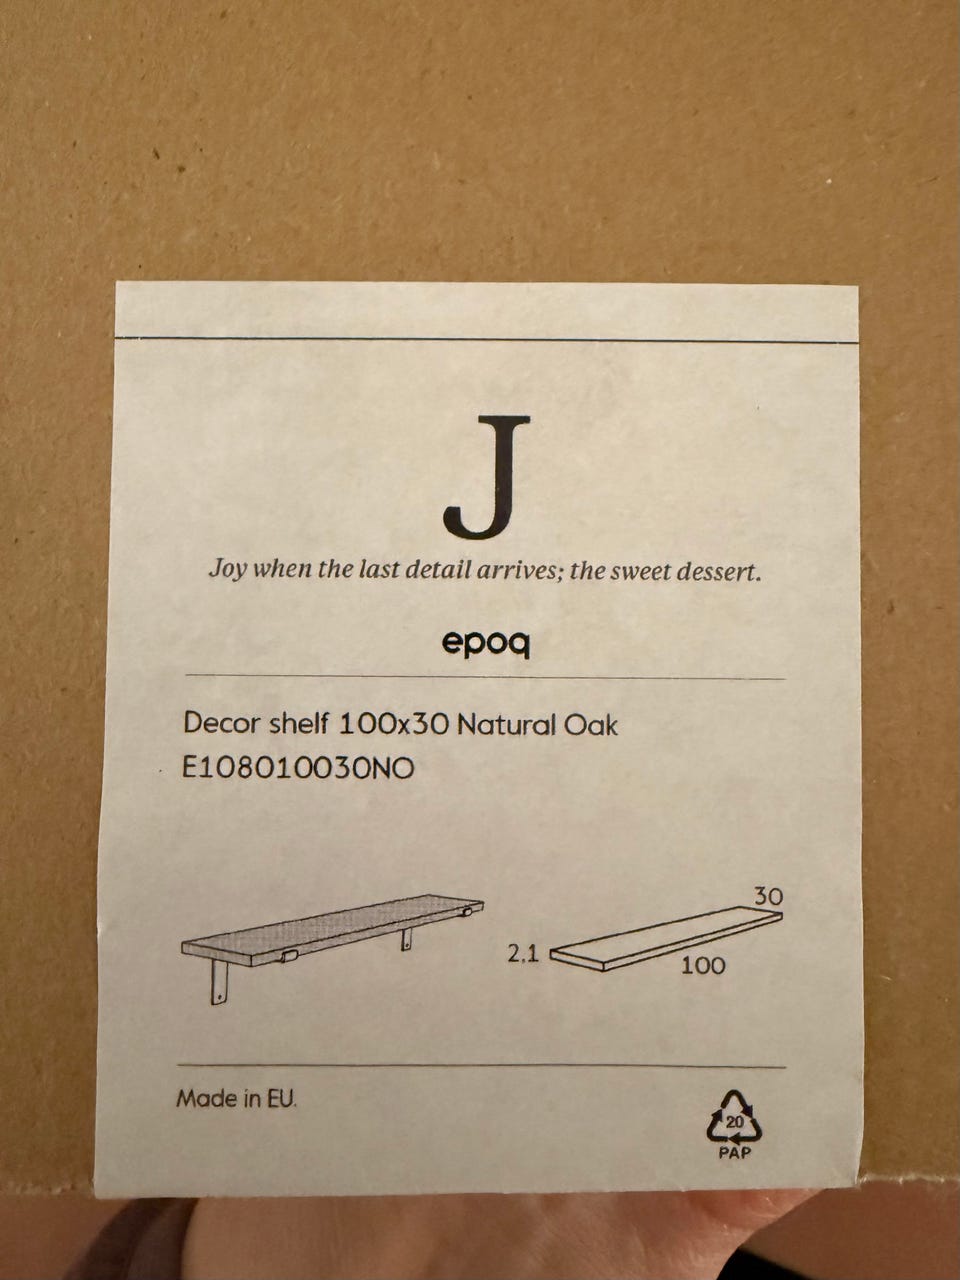 J
Joy when the last detail arrives; the sweet dessert.
epoq
Decor shelf 100x30 Natural Oak
E108010030NO
30
2,1
100
Made in EU.
20
PAP